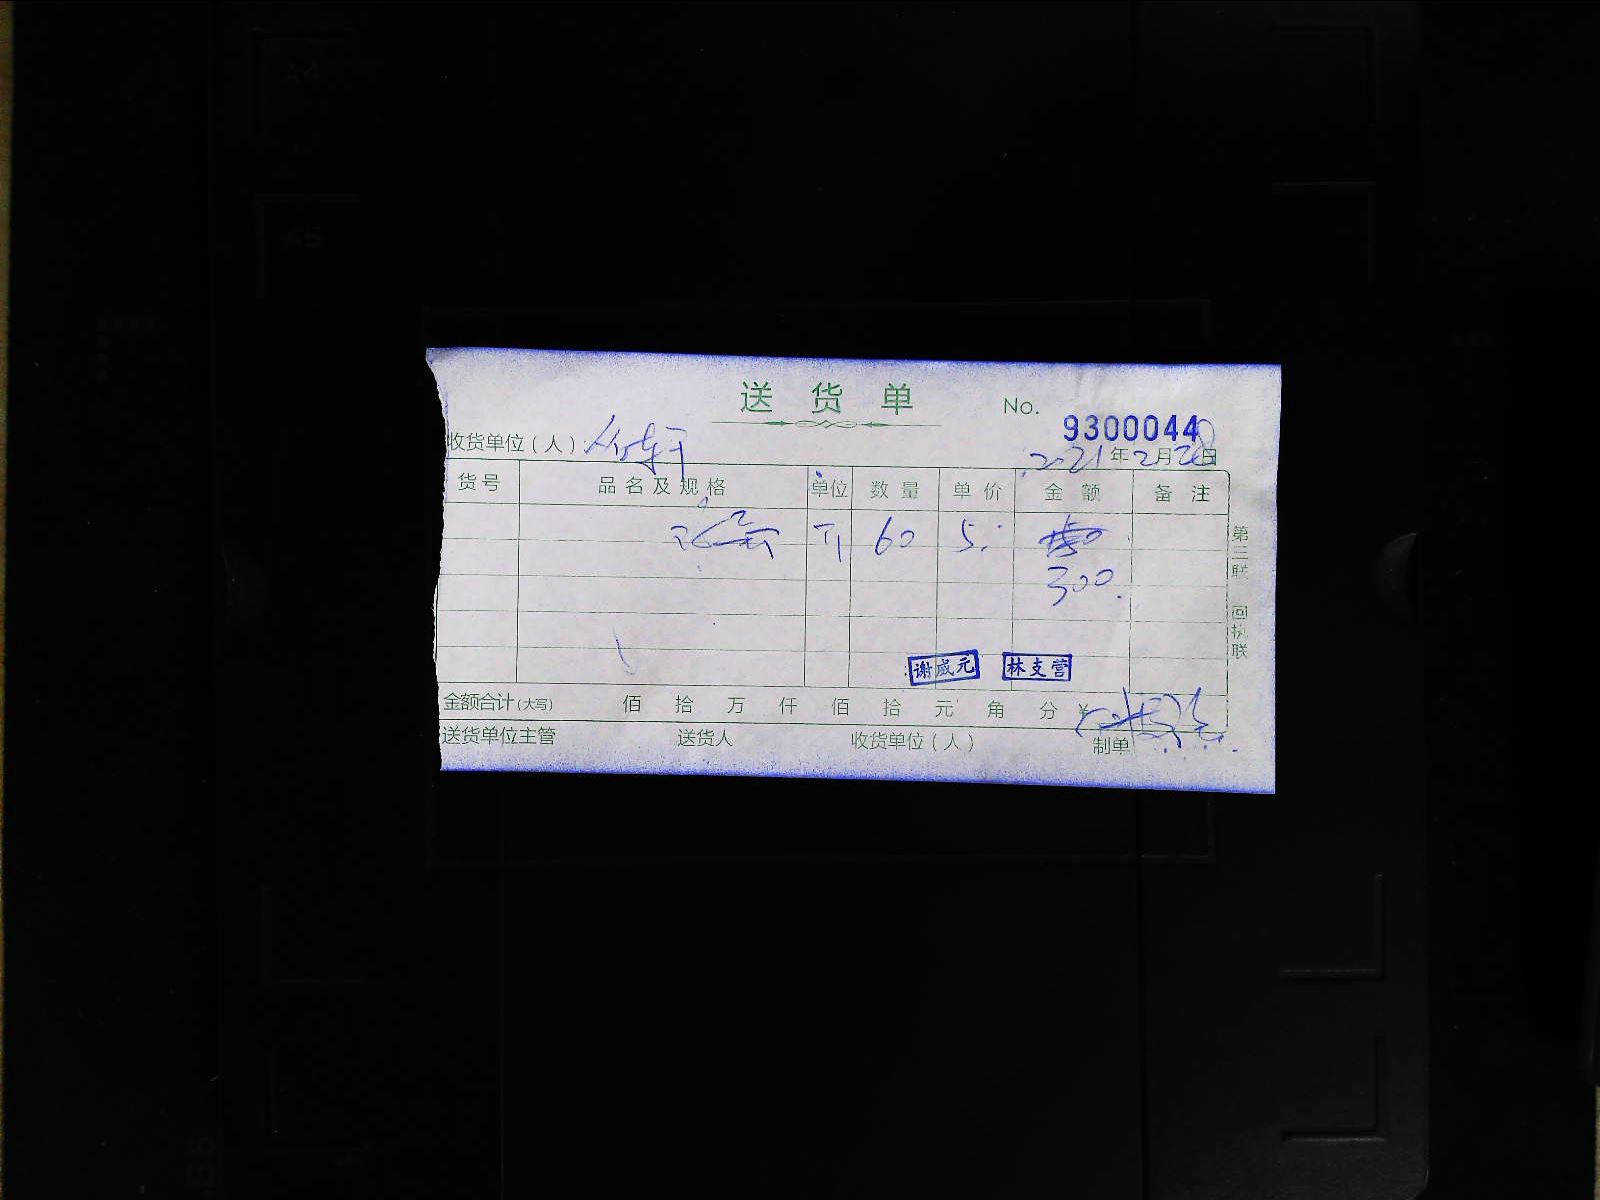 送货单
No. 9300044
收货单位（人）：
2021年2月28日
货号 品名及规格 单位 数量 单价 金额 备注
60 5.
300.
第三联 回执联
谢威元 林支营
金额合计(大写) 佰 拾 万 仟 佰 拾 元 角 分 ¥
送货单位主管 送货人 收货单位（人） 制单